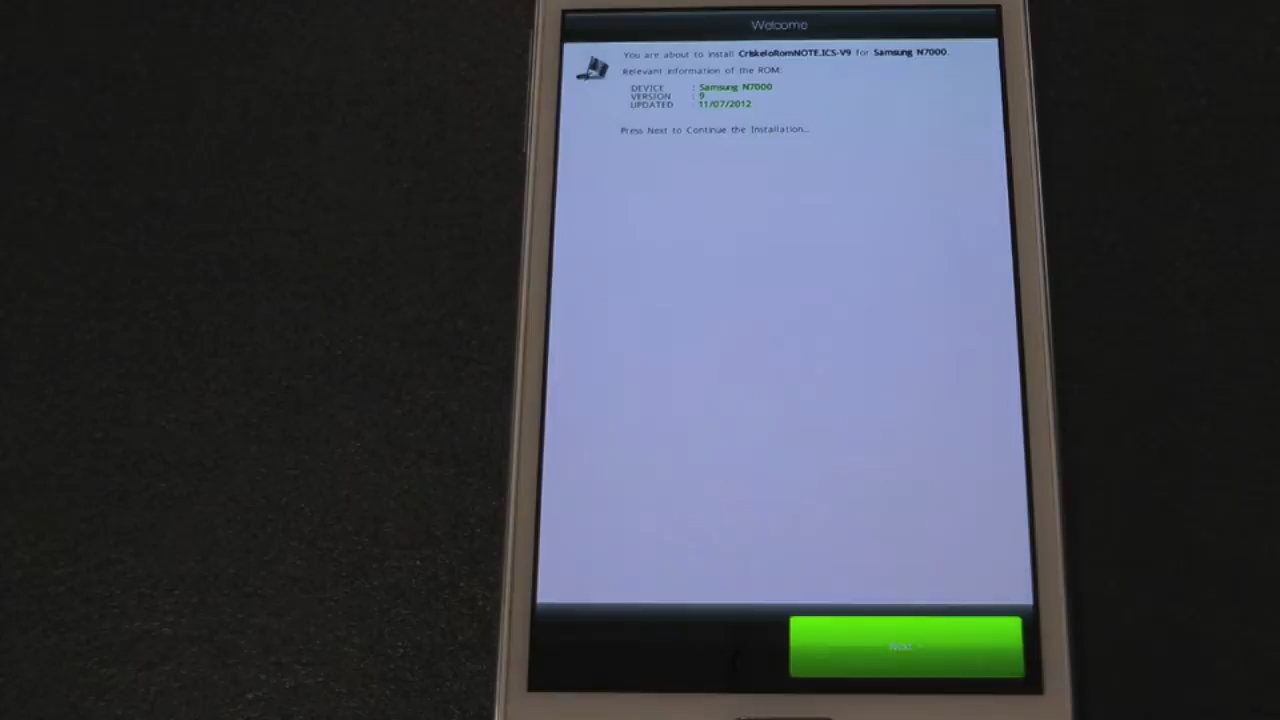 Welcome
You are about to install CriskeloRomNOTE.ICS-V9 for Samsung N7000.
Relevant information of the ROM:
DEVICE : Samsung N7000
VERSION : 9
UPDATED : 11/07/2012
Press Next to Continue the Installation...
Next